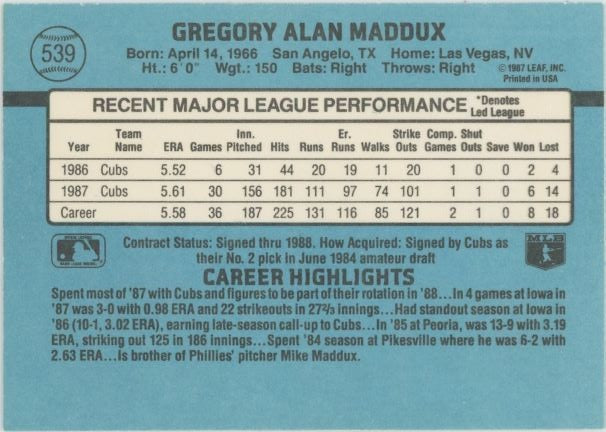 539
GREGORY ALAN MADDUX
Born: April 14, 1966 San Angelo, TX Home: Las Vegas, NV
Ht.: 6'0" Wgt.: 150 Bats: Right Throws: Right
©1987 LEAF, INC.
Printed in USA
RECENT MAJOR LEAGUE PERFORMANCE *Denotes
Led League
Year Team Name ERA Games Inn. Pitched Hits Runs Er. Runs Walks Strike Outs Comp. Games Shut Outs Save Won Lost
1986 Cubs 5.52 6 31 44 20 19 11 20 1 0 0 2 4
1987 Cubs 5.61 30 156 181 111 97 74 101 1 0 0 6 14
Career 5.58 36 187 225 131 116 85 121 2 1 0 8 18
Contract Status: Signed thru 1988. How Acquired: Signed by Cubs as
their No. 2 pick in June 1984 amateur draft
MLB
CAREER HIGHLIGHTS
Spent most of '87 with Cubs and figures to be part of their rotation in '88...In 4 games at Iowa in
'87 was 3-0 with 0.98 ERA and 22 strikeouts in 27⅔ innings...Had standout season at Iowa in
'86 (10-1, 3.02 ERA), earning late-season call-up to Cubs...In '85 at Peoria, was 13-9 with 3.19
ERA, striking out 125 in 186 innings...Spent '84 season at Pikesville where he was 6-2 with
2.63 ERA...Is brother of Phillies' pitcher Mike Maddux.